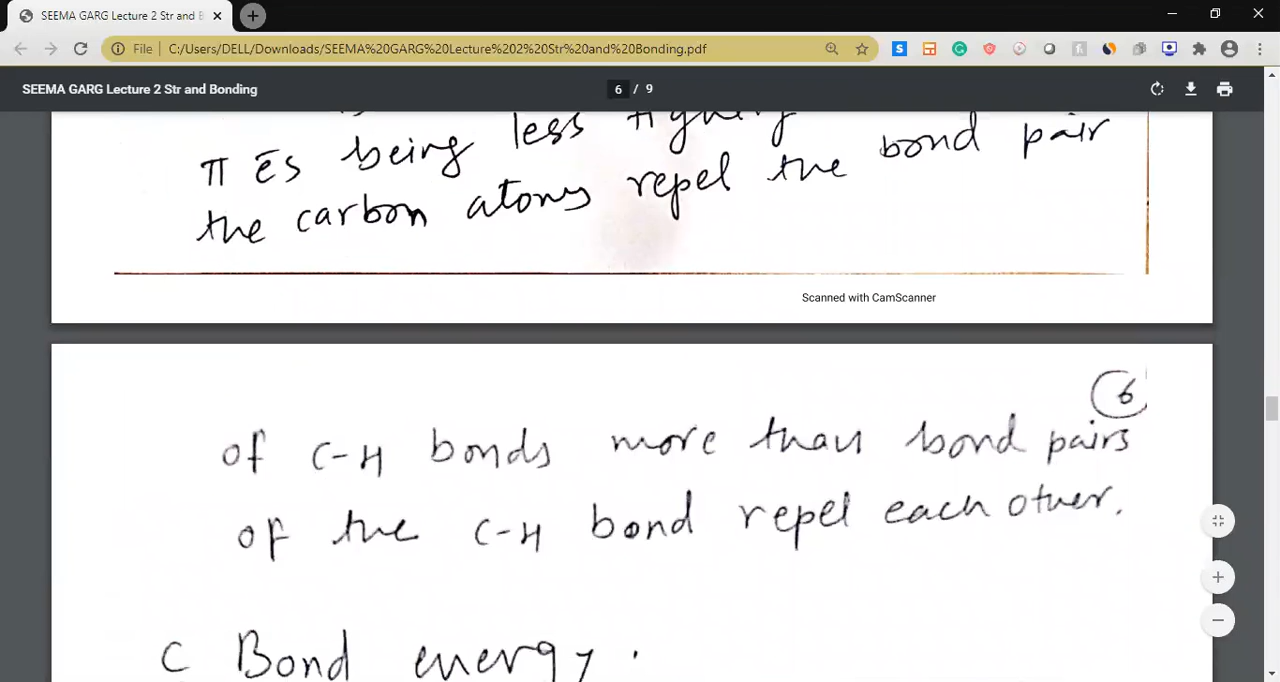 SEEMA GARG Lecture 2 Str and B
File C:/Users/DELL/Downloads/SEEMA%20GARG%20Lecture%202%20Str%20and%20Bonding.pdf
SEEMA GARG Lecture 2 Str and Bonding
6 / 9
π ēs being less tightly
the carbon atoms repel the bond pair
Scanned with CamScanner
6
of C-H bonds more than bond pairs
of the C-H bond repel each other.
C Bond energy.